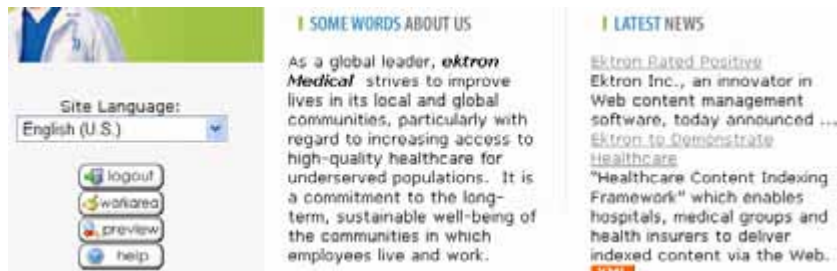 Site Language:
English (U.S.)
logout
workarea
preview
help
SOME WORDS ABOUT US
As a global leader, ektron
Medical strives to improve
lives in its local and global
communities, particularly with
regard to increasing access to
high-quality healthcare for
underserved populations. It is
a commitment to the long-
term, sustainable well-being of
the communities in which
employees live and work.
LATEST NEWS
Ektron Rated Positive
Ektron Inc., an innovator in
Web content management
software, today announced ...
Ektron to Demonstrate
Healthcare
"Healthcare Content Indexing
Framework" which enables
hospitals, medical groups and
health insurers to deliver
indexed content via the Web.